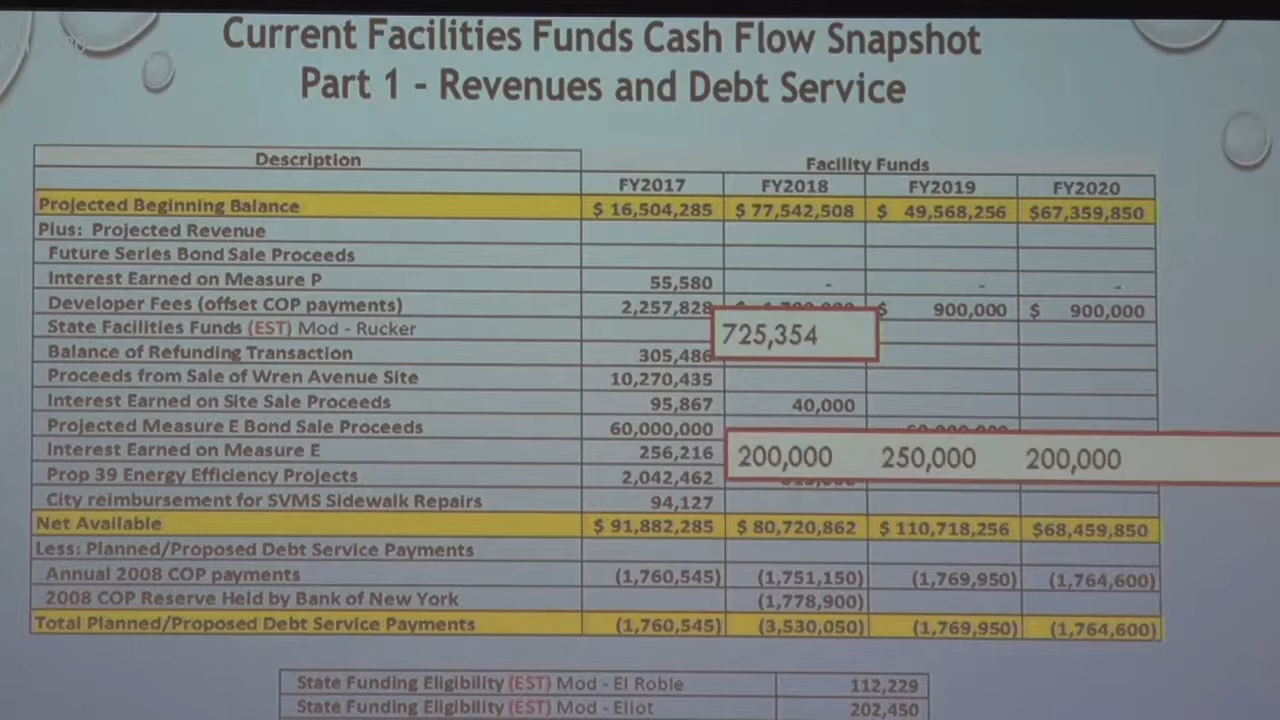 Current Facilities Funds Cash Flow Snapshot
Part 1 - Revenues and Debt Service
Description Facility Funds
FY2017 FY2018 FY2019 FY2020
Projected Beginning Balance $ 16,504,285 $ 77,542,508 $ 49,568,256 $67,359,850
Plus: Projected Revenue
Future Series Bond Sale Proceeds
Interest Earned on Measure P 55,580 - - -
Developer Fees (offset COP payments) 2,257,828 $ 900,000 $ 900,000
State Facilities Funds (EST) Mod - Rucker 725,354
Balance of Refunding Transaction 305,486
Proceeds from Sale of Wren Avenue Site 10,270,435
Interest Earned on Site Sale Proceeds 95,867 40,000
Projected Measure E Bond Sale Proceeds 60,000,000
Interest Earned on Measure E 256,216 200,000 250,000 200,000
Prop 39 Energy Efficiency Projects 2,042,462
City reimbursement for SVMS Sidewalk Repairs 94,127
Net Available $ 91,882,285 $ 80,720,862 $ 110,718,256 $68,459,850
Less: Planned/Proposed Debt Service Payments
Annual 2008 COP payments (1,760,545) (1,751,150) (1,769,950) (1,764,600)
2008 COP Reserve Held by Bank of New York (1,778,900)
Total Planned/Proposed Debt Service Payments (1,760,545) (3,530,050) (1,769,950) (1,764,600)
State Funding Eligibility (EST) Mod - El Roble 112,229
State Funding Eligibility (EST) Mod - Eliot 202,450